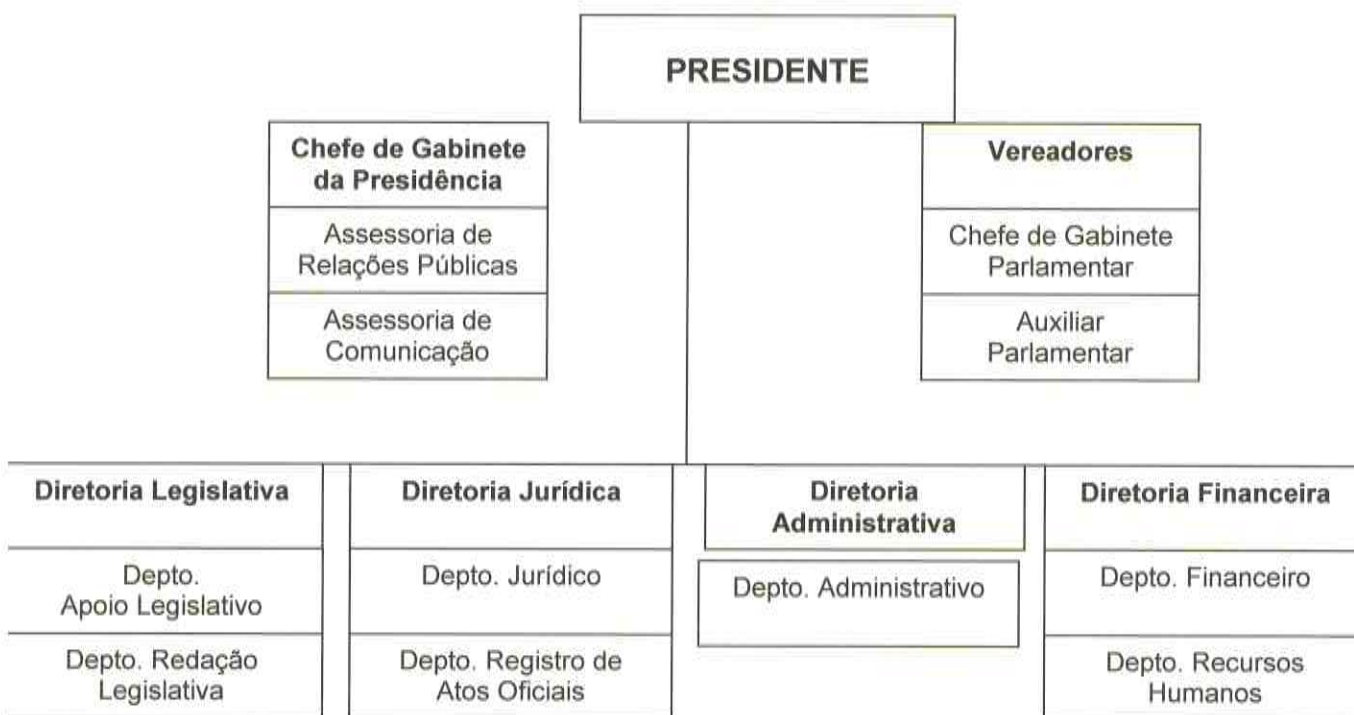 PRESIDENTE
Chefe de Gabinete
da Presidência
Assessoria de
Relações Públicas
Assessoria de
Comunicação
Vereadores
Chefe de Gabinete
Parlamentar
Auxiliar
Parlamentar
Diretoria Legislativa
Depto.
Apoio Legislativo
Depto. Redação
Legislativa
Diretoria Jurídica
Depto. Jurídico
Depto. Registro de
Atos Oficiais
Diretoria
Administrativa
Depto. Administrativo
Diretoria Financeira
Depto. Financeiro
Depto. Recursos
Humanos